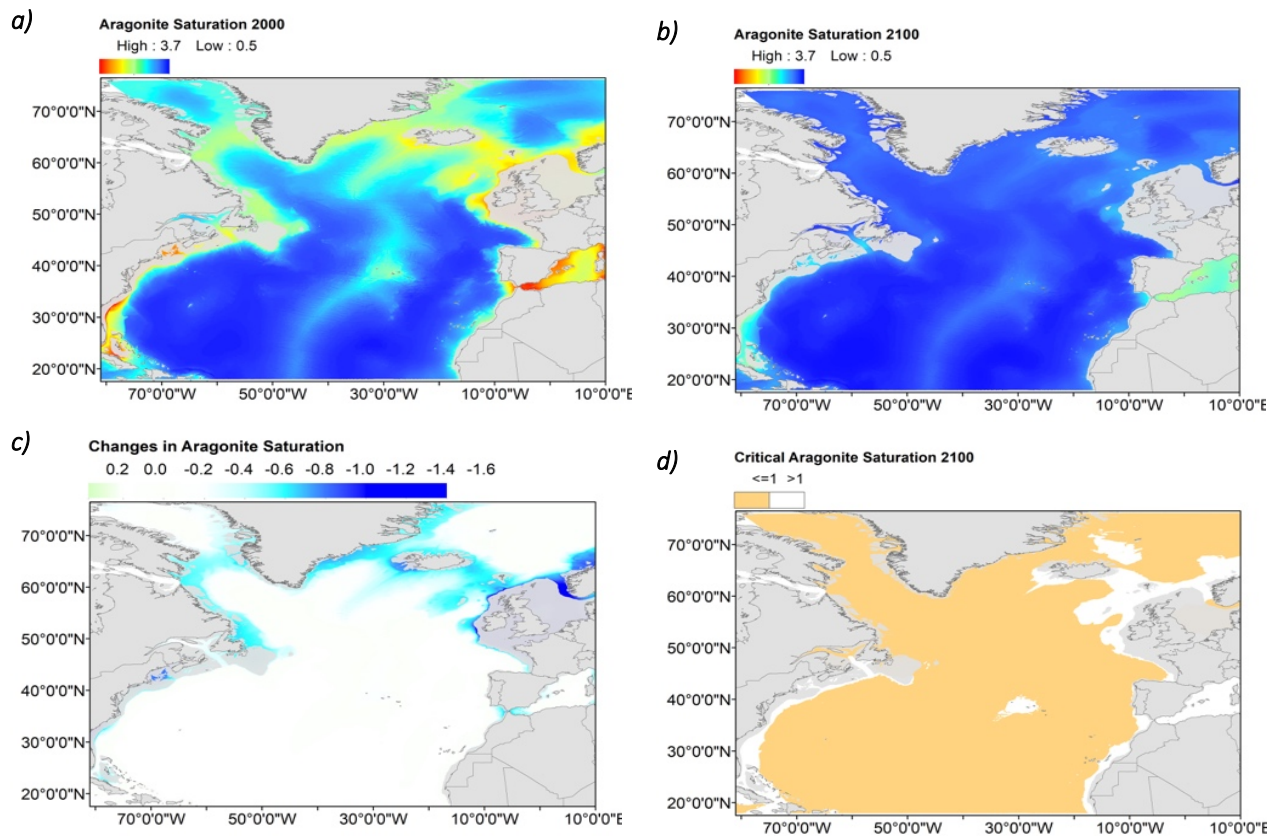 a)
Aragonite Saturation 2000
High : 3.7 Low : 0.5
70°0'0"N
60°0'0"N
50°0'0"N
40°0'0"N
30°0'0"N
20°0'0"N
70°0'0"W 50°0'0"W 30°0'0"W 10°0'0"W 10°0'0"E
b)
Aragonite Saturation 2100
High : 3.7 Low : 0.5
70°0'0"N
60°0'0"N
50°0'0"N
40°0'0"N
30°0'0"N
20°0'0"N
70°0'0"W 50°0'0"W 30°0'0"W 10°0'0"W 10°0'0"E
c)
Changes in Aragonite Saturation
0.2 0.0 -0.2 -0.4 -0.6 -0.8 -1.0 -1.2 -1.4 -1.6
70°0'0"N
60°0'0"N
50°0'0"N
40°0'0"N
30°0'0"N
20°0'0"N
70°0'0"W 50°0'0"W 30°0'0"W 10°0'0"W 10°0'0"E
d)
Critical Aragonite Saturation 2100
<=1 >1
70°0'0"N
60°0'0"N
50°0'0"N
40°0'0"N
30°0'0"N
20°0'0"N
70°0'0"W 50°0'0"W 30°0'0"W 10°0'0"W 10°0'0"E